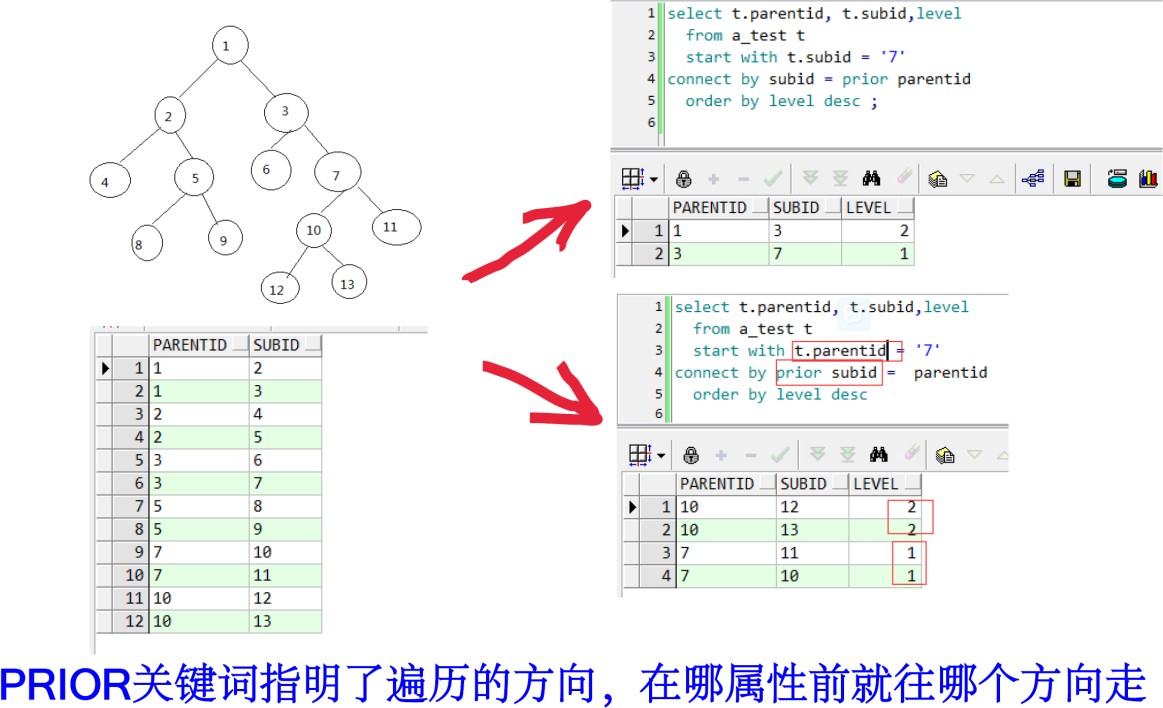 1
2
3
4
5
6
7
8
9
10
11
12
13
PARENTID SUBID
1 1 2
2 1 3
3 2 4
4 2 5
5 3 6
6 3 7
7 5 8
8 5 9
9 7 10
10 7 11
11 10 12
12 10 13
1 select t.parentid, t.subid,level
2 from a_test t
3 start with t.subid = '7'
4 connect by subid = prior parentid
5 order by level desc ;
6
PARENTID SUBID LEVEL
1 1 3 2
2 3 7 1
1 select t.parentid, t.subid,level
2 from a_test t
3 start with t.parentid = '7'
4 connect by prior subid = parentid
5 order by level desc
6
PARENTID SUBID LEVEL
1 10 12 2
2 10 13 2
3 7 11 1
4 7 10 1
PRIOR关键词指明了遍历的方向，在哪属性前就往哪个方向走